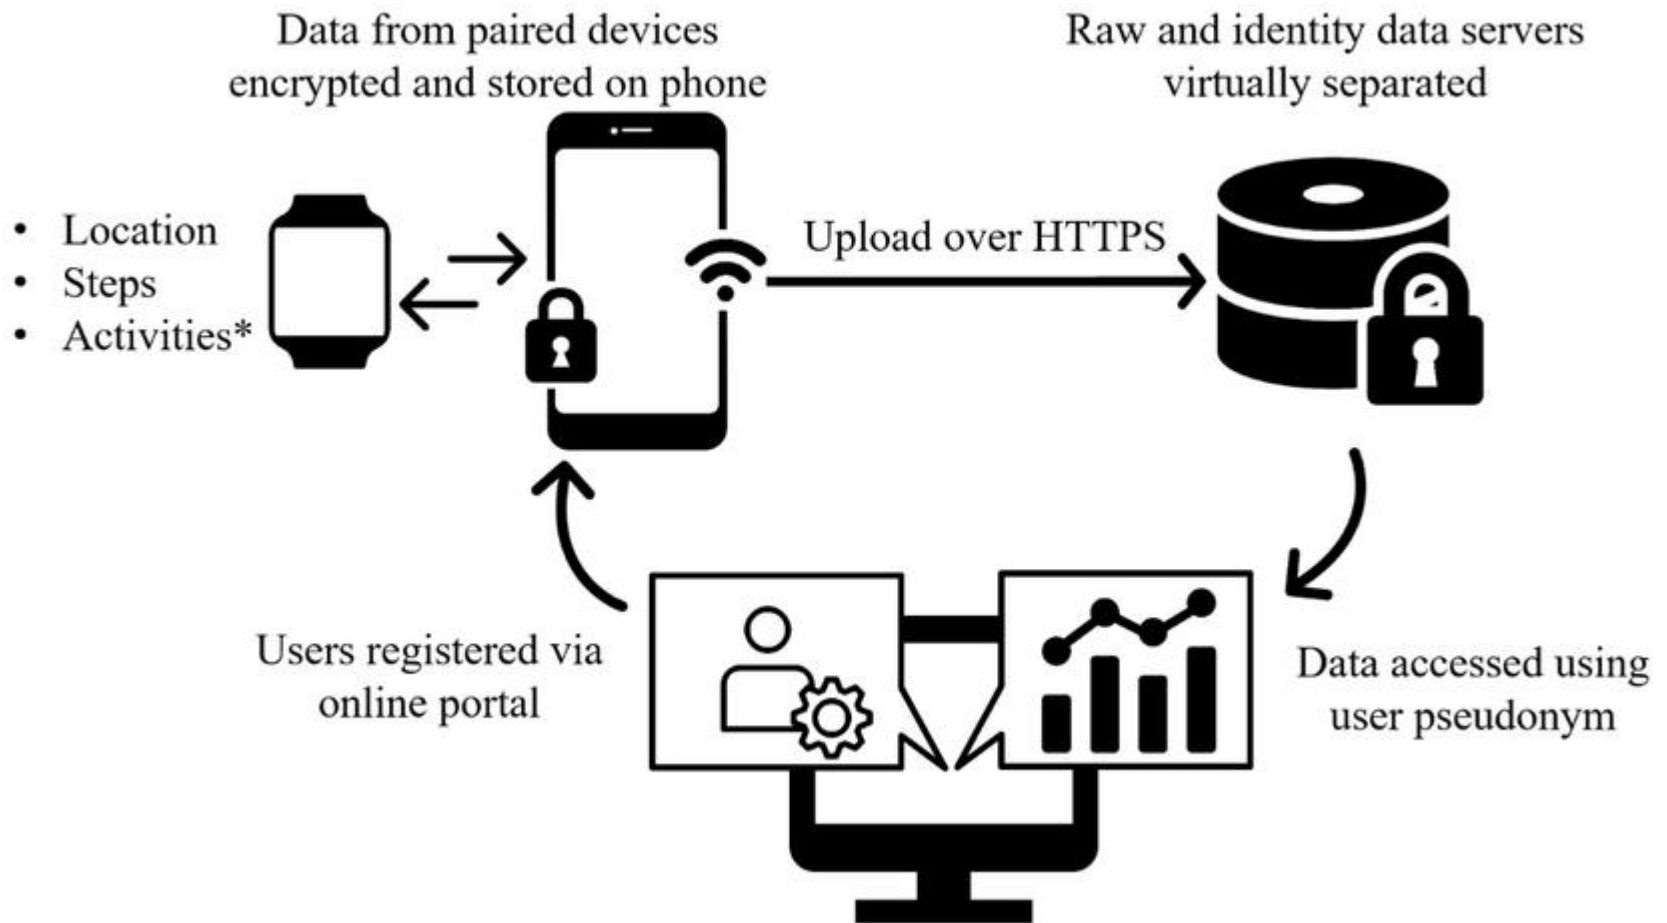 Data from paired devices
encrypted and stored on phone
Raw and identity data servers
virtually separated
• Location
• Steps
• Activities*
Upload over HTTPS
Users registered via
online portal
Data accessed using
user pseudonym